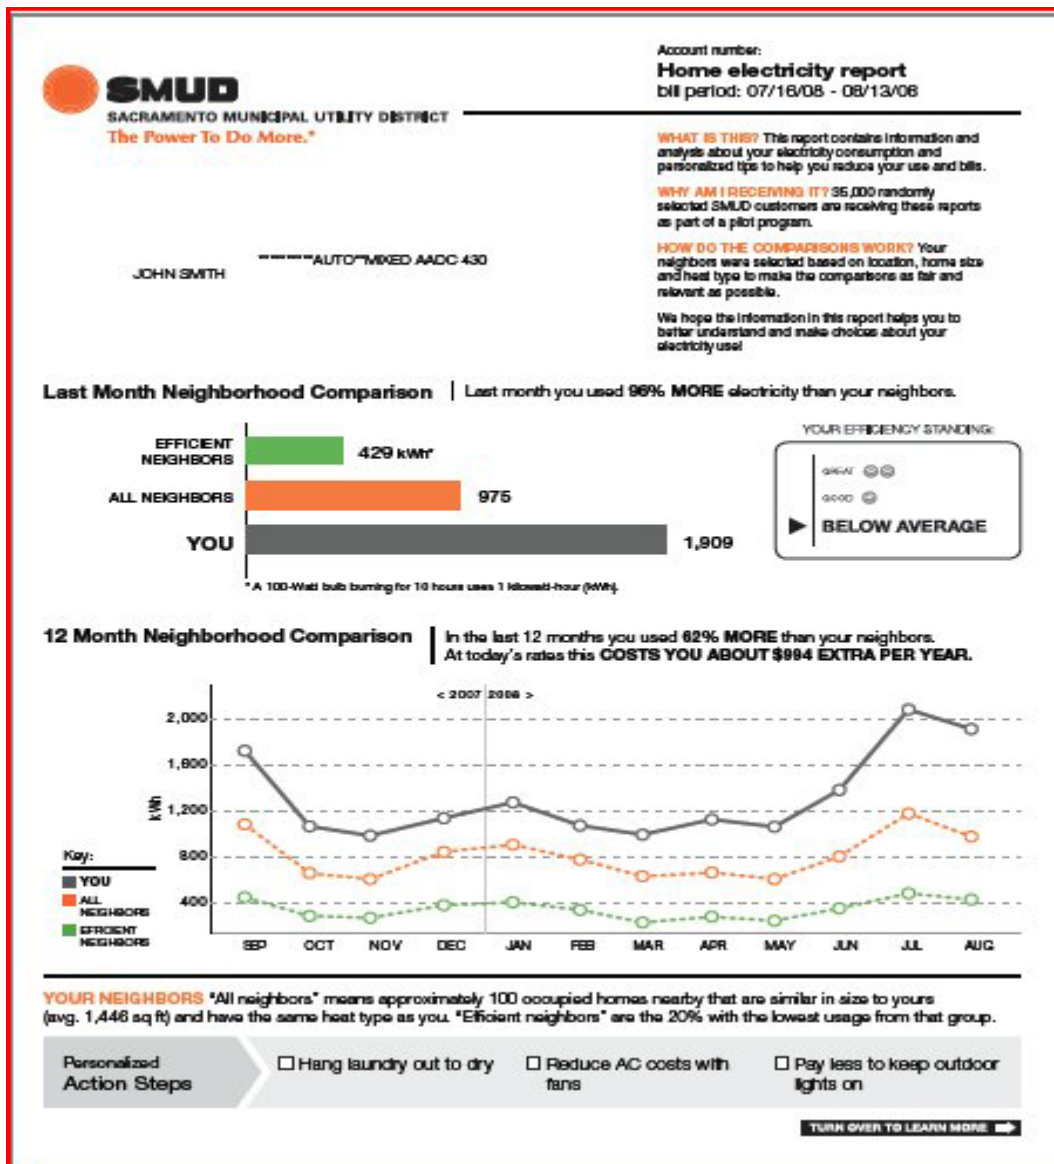 Account number:
Home electricity report
bill period: 07/16/08 - 08/13/08
SMUD
SACRAMENTO MUNICIPAL UTILITY DISTRICT
The Power To Do More.*
WHAT IS THIS? This report contains information and
analysis about your electricity consumption and
personalized tips to help you reduce your use and bills.
WHY AM I RECEIVING IT? 35,000 randomly
selected SMUD customers are receiving these reports
as part of a pilot program.
HOW DO THE COMPARISONS WORK? Your
neighbors were selected based on location, home size
and heat type to make the comparisons as fair and
relevant as possible.
We hope the information in this report helps you to
better understand and make choices about your
electricity use!
AUTO**MIXED AADC 430
JOHN SMITH
Last Month Neighborhood Comparison | Last month you used 96% MORE electricity than your neighbors.
EFFICIENT
NEIGHBORS
429 kWh*
ALL NEIGHBORS
975
YOU
1,909
* A 100-Watt bulb burning for 10 hours uses 1 kilowatt-hour (kWh).
YOUR EFFICIENCY STANDING:
GREAT
GOOD
BELOW AVERAGE
12 Month Neighborhood Comparison
In the last 12 months you used 62% MORE than your neighbors.
At today's rates this COSTS YOU ABOUT $994 EXTRA PER YEAR.
< 2007 2008 >
2,000
1,600
1,200
800
400
kWh
Key:
YOU
ALL
NEIGHBORS
EFFICIENT
NEIGHBORS
SEP OCT NOV DEC JAN FEB MAR APR MAY JUN JUL AUG
YOUR NEIGHBORS "All neighbors" means approximately 100 occupied homes nearby that are similar in size to yours
(avg. 1,446 sq ft) and have the same heat type as you. "Efficient neighbors" are the 20% with the lowest usage from that group.
Personalized
Action Steps
Hang laundry out to dry
Reduce AC costs with
fans
Pay less to keep outdoor
lights on
TURN OVER TO LEARN MORE